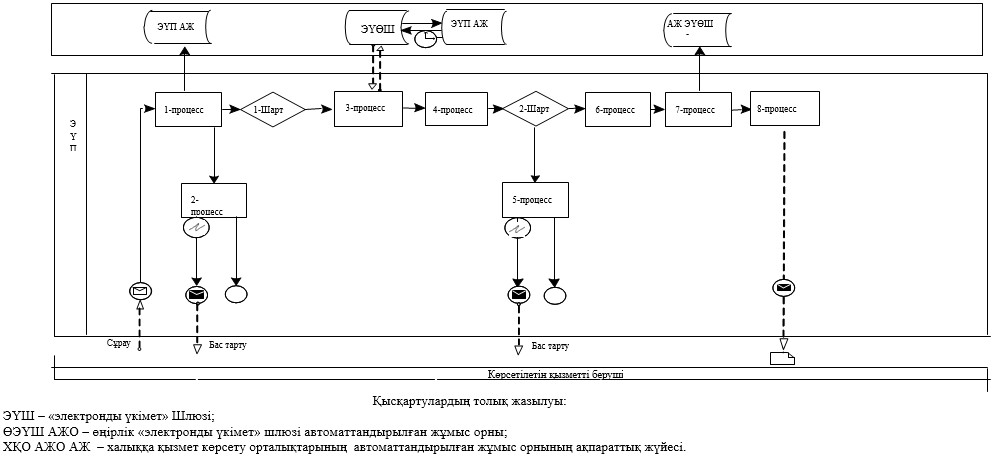 ЭҮП АЖ
ЭҮӨШ
ЭҮП АЖ
АЖ ЭҮӨШ
-
Э
Ү
П
1-процесс
1-Шарт
3-процесс
4-процесс
2-Шарт
6-процесс
7-процесс
8-процесс
2-
процесс
5-процесс
Сұрау
Бас тарту
Бас тарту
Көрсетілетін қызметті беруші
Қысқартулардың толық жазылуы:
ЭҮШ – «электронды үкімет» Шлюзі;
ӨЭҮШ АЖО – өңірлік «электронды үкімет» шлюзі автоматтандырылған жұмыс орны;
ХҚО АЖО АЖ – халыққа қызмет көрсету орталықтарының автоматтандырылған жұмыс орнының ақпараттық жүйесі.